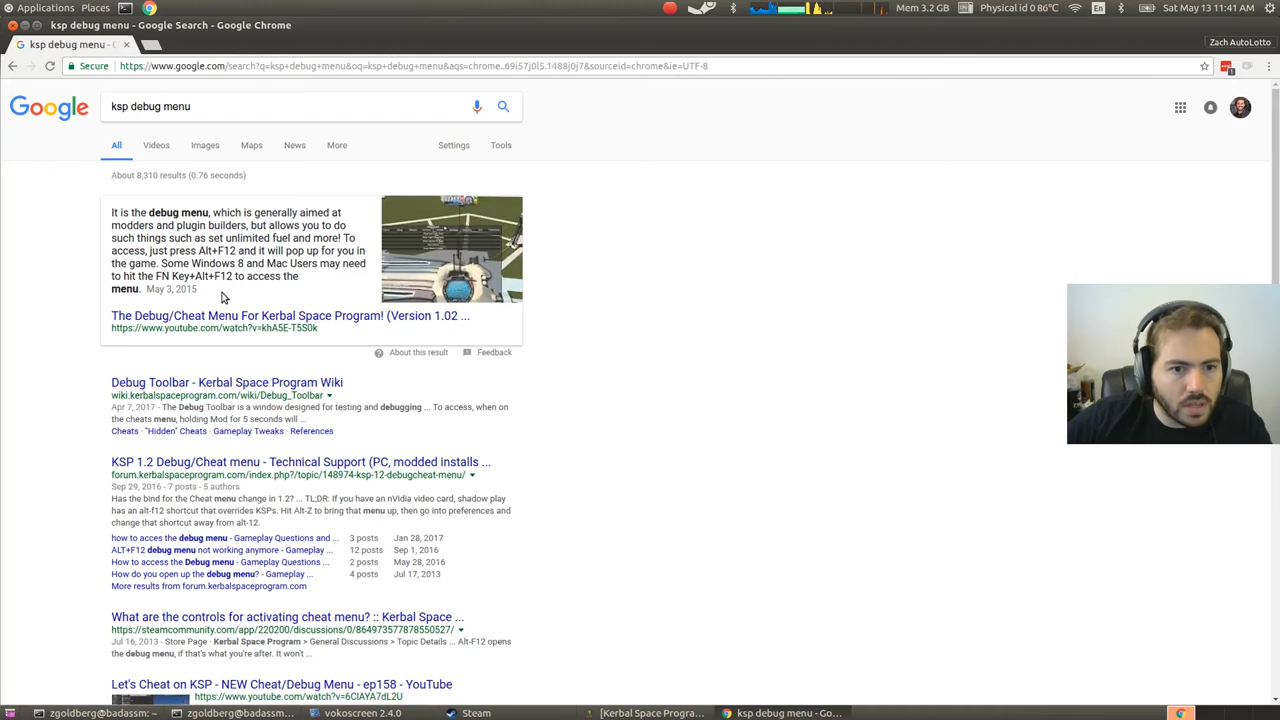 Applications Places Mem 3.2 GB Physical id 0 86°C En Sat May 13 11:41 AM
ksp debug menu - Google Search - Google Chrome
ksp debug menu - G Zach AutoLotto
Secure https://www.google.com/search?q=ksp+debug+menu&oq=ksp+debug+menu&aqs=chrome..69i57j0l5.1488j0j7&sourceid=chrome&ie=UTF-8
Google
ksp debug menu
All Videos Images Maps News More Settings Tools
About 8,310 results (0.76 seconds)
It is the debug menu, which is generally aimed at
modders and plugin builders, but allows you to do
such things such as set unlimited fuel and more! To
access, just press Alt+F12 and it will pop up for you in
the game. Some Windows 8 and Mac Users may need
to hit the FN Key+Alt+F12 to access the
menu. May 3, 2015
The Debug/Cheat Menu For Kerbal Space Program! (Version 1.02 ...
https://www.youtube.com/watch?v=khA5E-T5S0k
About this result Feedback
Debug Toolbar - Kerbal Space Program Wiki
wiki.kerbalspaceprogram.com/wiki/Debug_Toolbar
Apr 7, 2017 - The Debug Toolbar is a window designed for testing and debugging ... To access, when on
the cheats menu, holding Mod for 5 seconds will ...
Cheats · "Hidden" Cheats · Gameplay Tweaks · References
KSP 1.2 Debug/Cheat menu - Technical Support (PC, modded installs ...
forum.kerbalspaceprogram.com/index.php?/topic/148974-ksp-12-debugcheat-menu/
Sep 29, 2016 - 7 posts - 5 authors
Has the bind for the Cheat menu change in 1.2? ... TL;DR: If you have an nVidia video card, shadow play
has an alt-f12 shortcut that overrides KSPs. Hit Alt-Z to bring that menu up, then go into preferences and
change that shortcut away from alt-12.
how to acces the debug menu - Gameplay Questions and ... 3 posts Jan 28, 2017
ALT+F12 debug menu not working anymore - Gameplay ... 12 posts Sep 1, 2016
How to access the Debug menu - Gameplay Questions ... 2 posts May 28, 2016
How do you open up the debug menu? - Gameplay ... 4 posts Jul 17, 2013
More results from forum.kerbalspaceprogram.com
What are the controls for activating cheat menu? :: Kerbal Space ...
https://steamcommunity.com/app/220200/discussions/0/864973577878550527/
Jul 16, 2013 - Store Page · Kerbal Space Program > General Discussions > Topic Details ... Alt-F12 opens
the debug menu, if that's what you're after. It won't ...
Let's Cheat on KSP - NEW Cheat/Debug Menu - ep158 - YouTube
https://www.youtube.com/watch?v=6CIAYA7dL2U
zgoldberg@badassm: ~ zgoldberg@badassm:... vokoscreen 2.4.0 Steam [Kerbal Space Progra... ksp debug menu - Go...